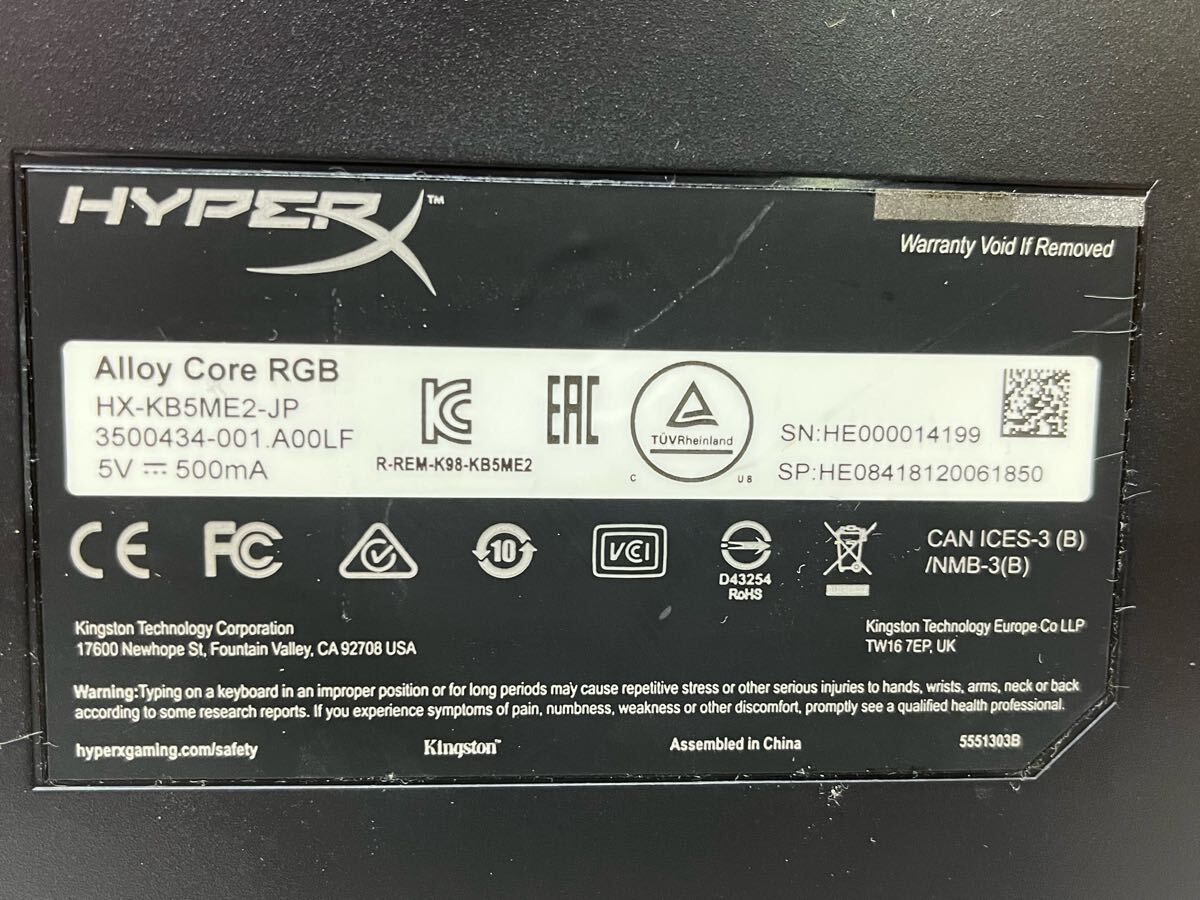 HYPERX™
Warranty Void If Removed
Alloy Core RGB
HX-KB5ME2-JP
3500434-001.A00LF
5V ⎓ 500mA
R-REM-K98-KB5ME2
EAC
TÜVRheinland
C US
SN:HE000014199
SP:HE08418120061850
CE FC 10 VCCI
D43254
RoHS
CAN ICES-3 (B)
/NMB-3(B)
Kingston Technology Corporation
17600 Newhope St, Fountain Valley, CA 92708 USA
Kingston Technology Europe Co LLP
TW16 7EP, UK
Warning:Typing on a keyboard in an improper position or for long periods may cause repetitive stress or other serious injuries to hands, wrists, arms, neck or back
according to some research reports. If you experience symptoms of pain, numbness, weakness or other discomfort, promptly see a qualified health professional.
hyperxgaming.com/safety Kingston™ Assembled in China 5551303B